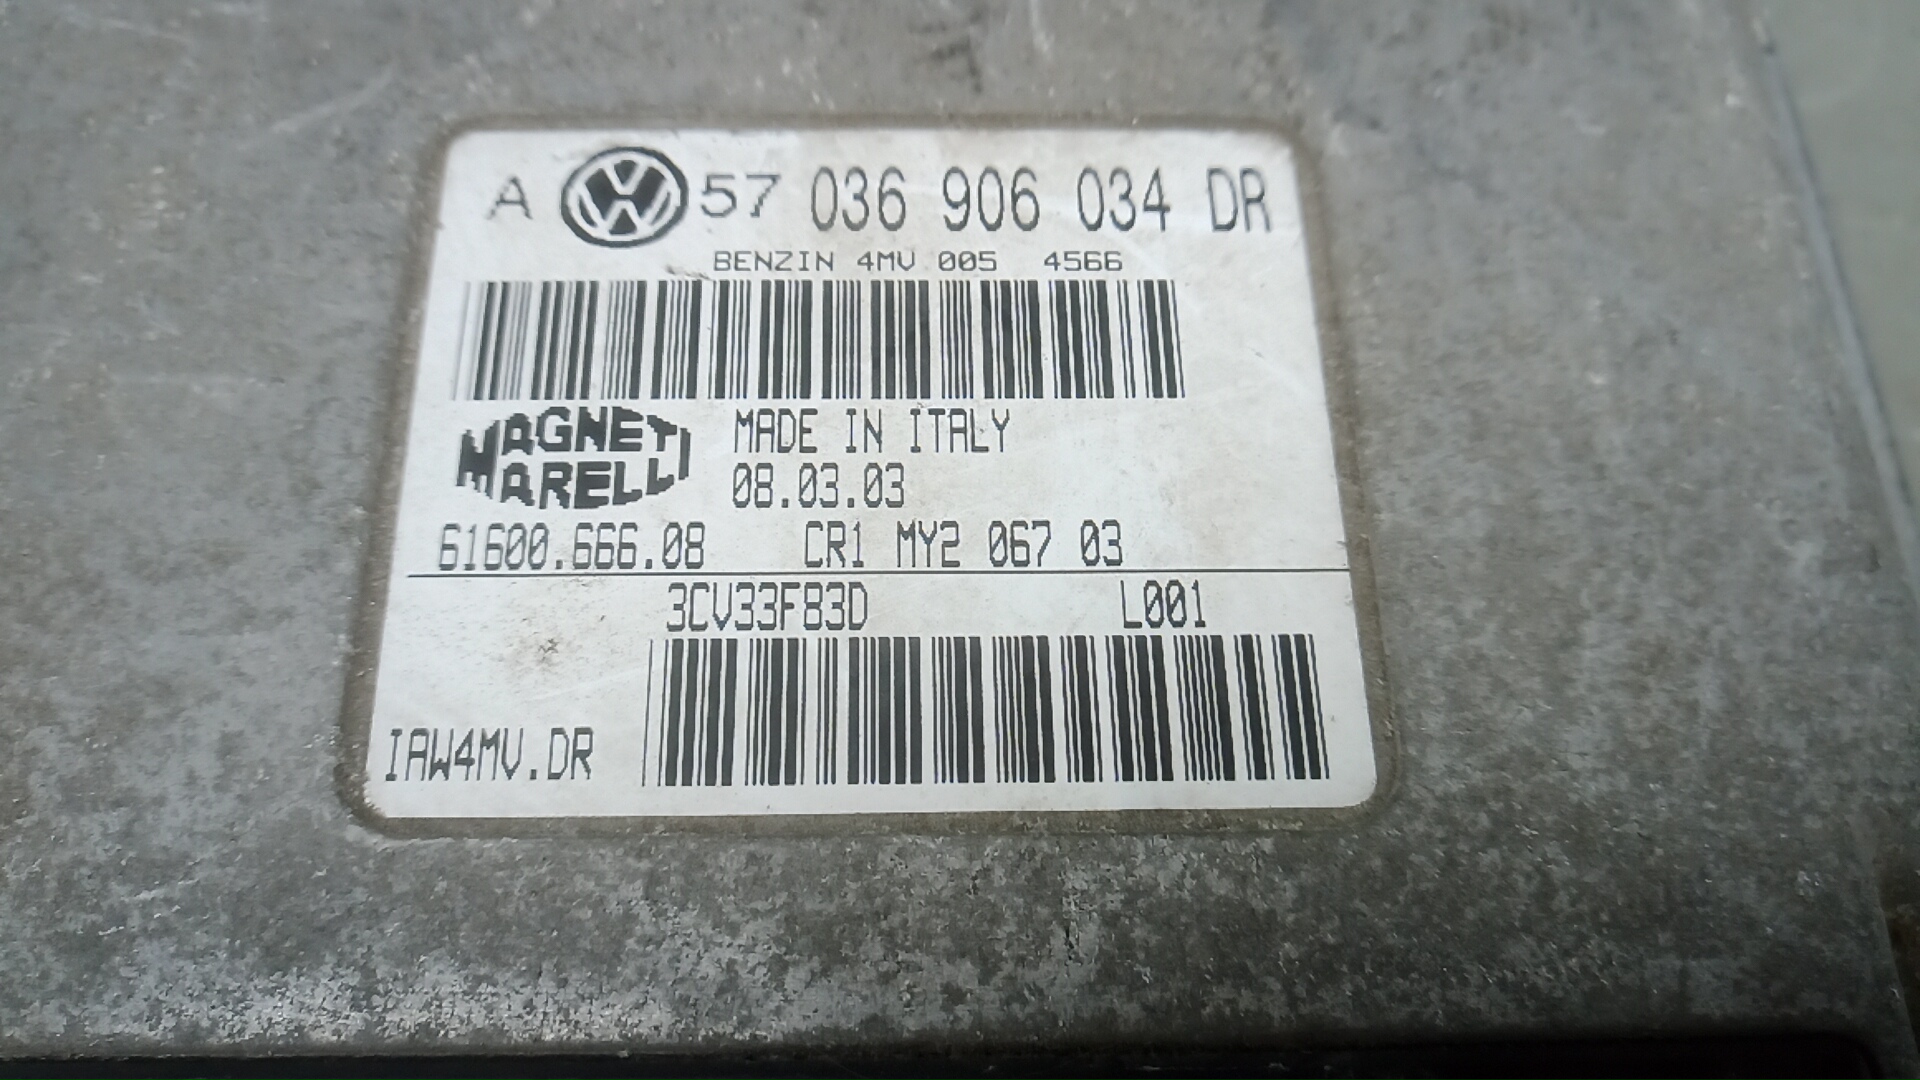 A VW 57 036 906 034 DR
BENZIN 4MV 005 4566
MAGNETI MARELLI
MADE IN ITALY
08.03.03
61600.666.08 CR1 MY2 067 03
3CV33F83D L001
IAW4MV.DR